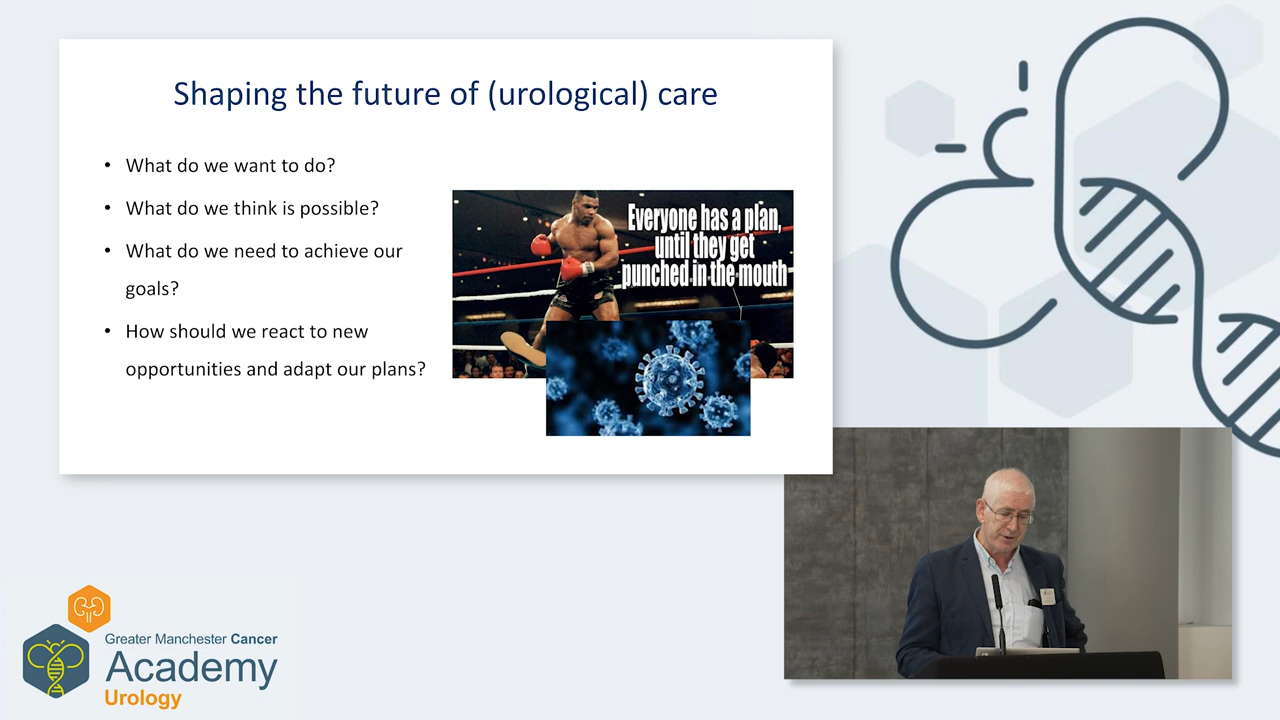 Shaping the future of (urological) care
• What do we want to do?
• What do we think is possible?
• What do we need to achieve our
goals?
• How should we react to new
opportunities and adapt our plans?
Everyone has a plan,
until they get
punched in the mouth
Greater Manchester Cancer
Academy
Urology